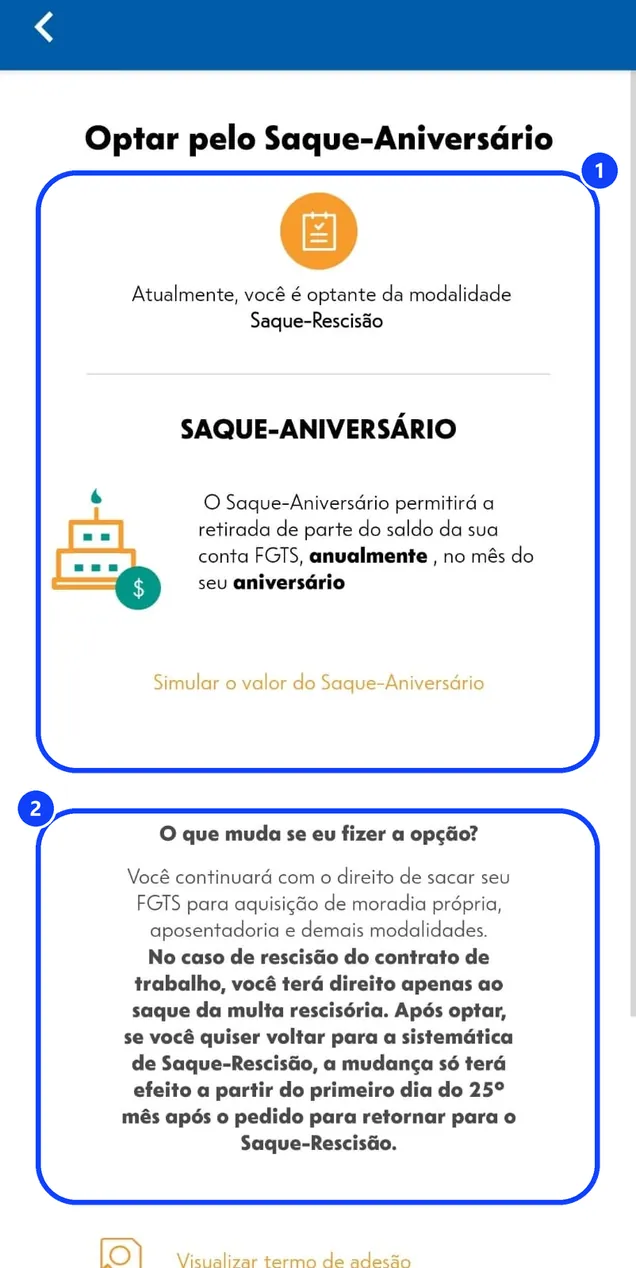 Optar pelo Saque-Aniversário
1
Atualmente, você é optante da modalidade
Saque-Rescisão
SAQUE-ANIVERSÁRIO
O Saque-Aniversário permitirá a
retirada de parte do saldo da sua
conta FGTS, anualmente , no mês do
seu aniversário
$
Simular o valor do Saque-Aniversário
2
O que muda se eu fizer a opção?
Você continuará com o direito de sacar seu
FGTS para aquisição de moradia própria,
aposentadoria e demais modalidades.
No caso de rescisão do contrato de
trabalho, você terá direito apenas ao
saque da multa rescisória. Após optar,
se você quiser voltar para a sistemática
de Saque-Rescisão, a mudança só terá
efeito a partir do primeiro dia do 25º
mês após o pedido para retornar para o
Saque-Rescisão.
Visualizar termo de adesão